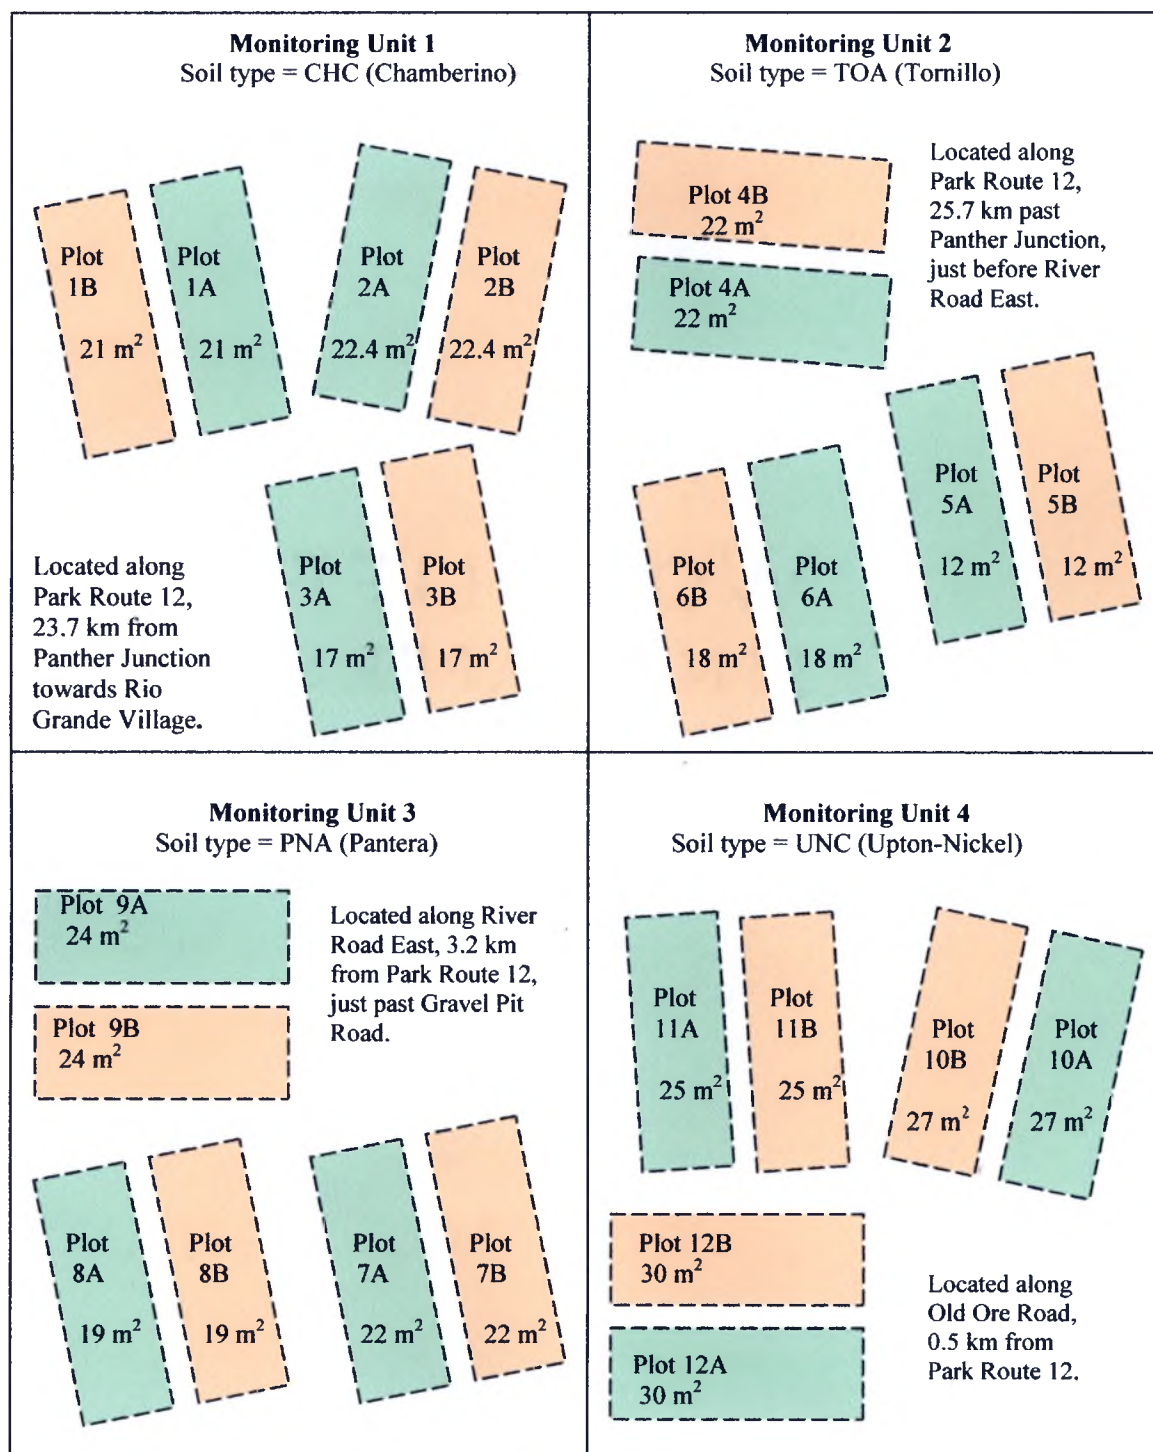 Monitoring Unit 1
Soil type = CHC (Chamberino)
Plot
1B
21 m²
Plot
1A
21 m²
Plot
2A
22.4 m²
Plot
2B
22.4 m²
Plot
3A
17 m²
Plot
3B
17 m²
Located along
Park Route 12,
23.7 km from
Panther Junction
towards Rio
Grande Village.
Monitoring Unit 2
Soil type = TOA (Tornillo)
Plot 4B
22 m²
Plot 4A
22 m²
Located along
Park Route 12,
25.7 km past
Panther Junction,
just before River
Road East.
Plot
5A
12 m²
Plot
5B
12 m²
Plot
6B
18 m²
Plot
6A
18 m²
Monitoring Unit 3
Soil type = PNA (Pantera)
Plot 9A
24 m²
Plot 9B
24 m²
Located along River
Road East, 3.2 km
from Park Route 12,
just past Gravel Pit
Road.
Plot
8A
19 m²
Plot
8B
19 m²
Plot
7A
22 m²
Plot
7B
22 m²
Monitoring Unit 4
Soil type = UNC (Upton-Nickel)
Plot
11A
25 m²
Plot
11B
25 m²
Plot
10B
27 m²
Plot
10A
27 m²
Plot 12B
30 m²
Plot 12A
30 m²
Located along
Old Ore Road,
0.5 km from
Park Route 12.